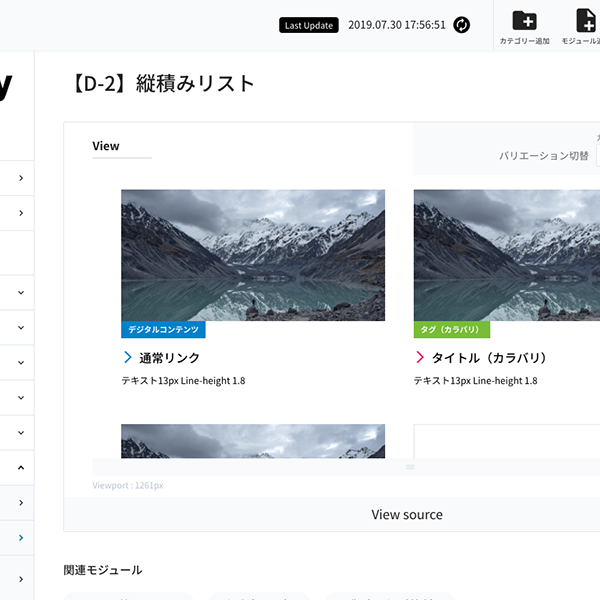 Last Update 2019.07.30 17:56:51
カテゴリー追加
モジュール
y
【D-2】縦積みリスト
View
バリエーション切替
デジタルコンテンツ
通常リンク
テキスト13px Line-height 1.8
タグ（カラバリ）
タイトル（カラバリ）
テキスト13px Line-height 1.8
Viewport : 1261px
View source
関連モジュール